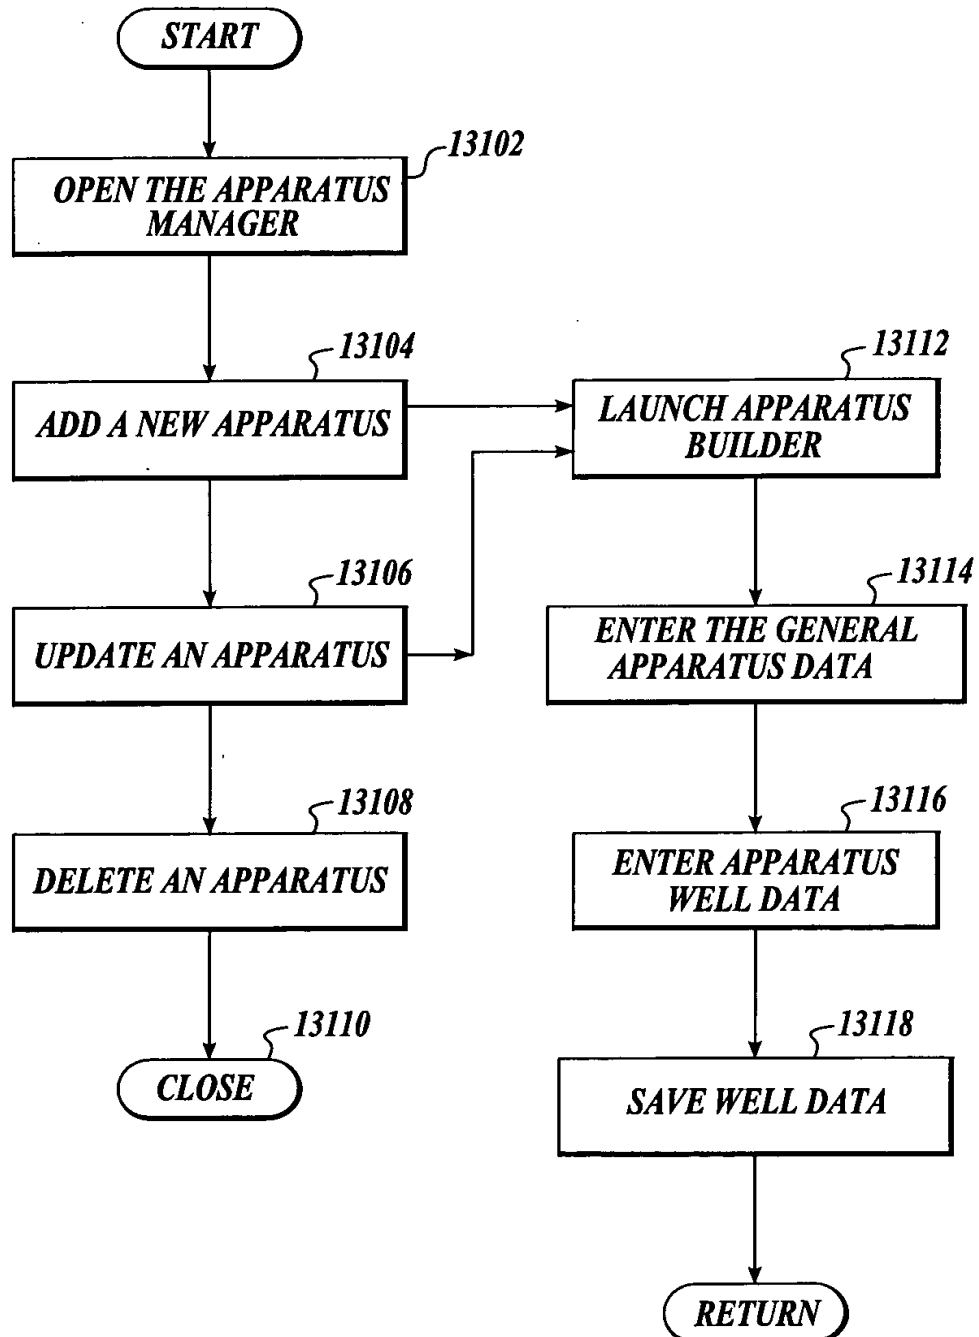 START
13102
OPEN THE APPARATUS
MANAGER
13104
ADD A NEW APPARATUS
13106
UPDATE AN APPARATUS
13108
DELETE AN APPARATUS
13110
CLOSE
13112
LAUNCH APPARATUS
BUILDER
13114
ENTER THE GENERAL
APPARATUS DATA
13116
ENTER APPARATUS
WELL DATA
13118
SAVE WELL DATA
RETURN